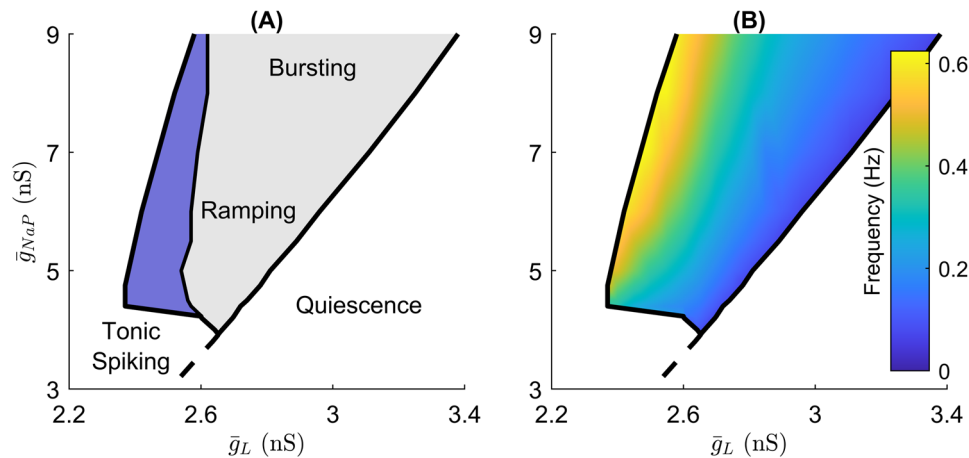 (A)
9
7
5
3
2.2
2.6
3
3.4
Bursting
Ramping
Quiescence
Tonic
Spiking
ḡ_NaP (nS)
ḡ_L (nS)
(B)
9
7
5
3
2.2
2.6
3
3.4
ḡ_L (nS)
Frequency (Hz)
0.6
0.4
0.2
0